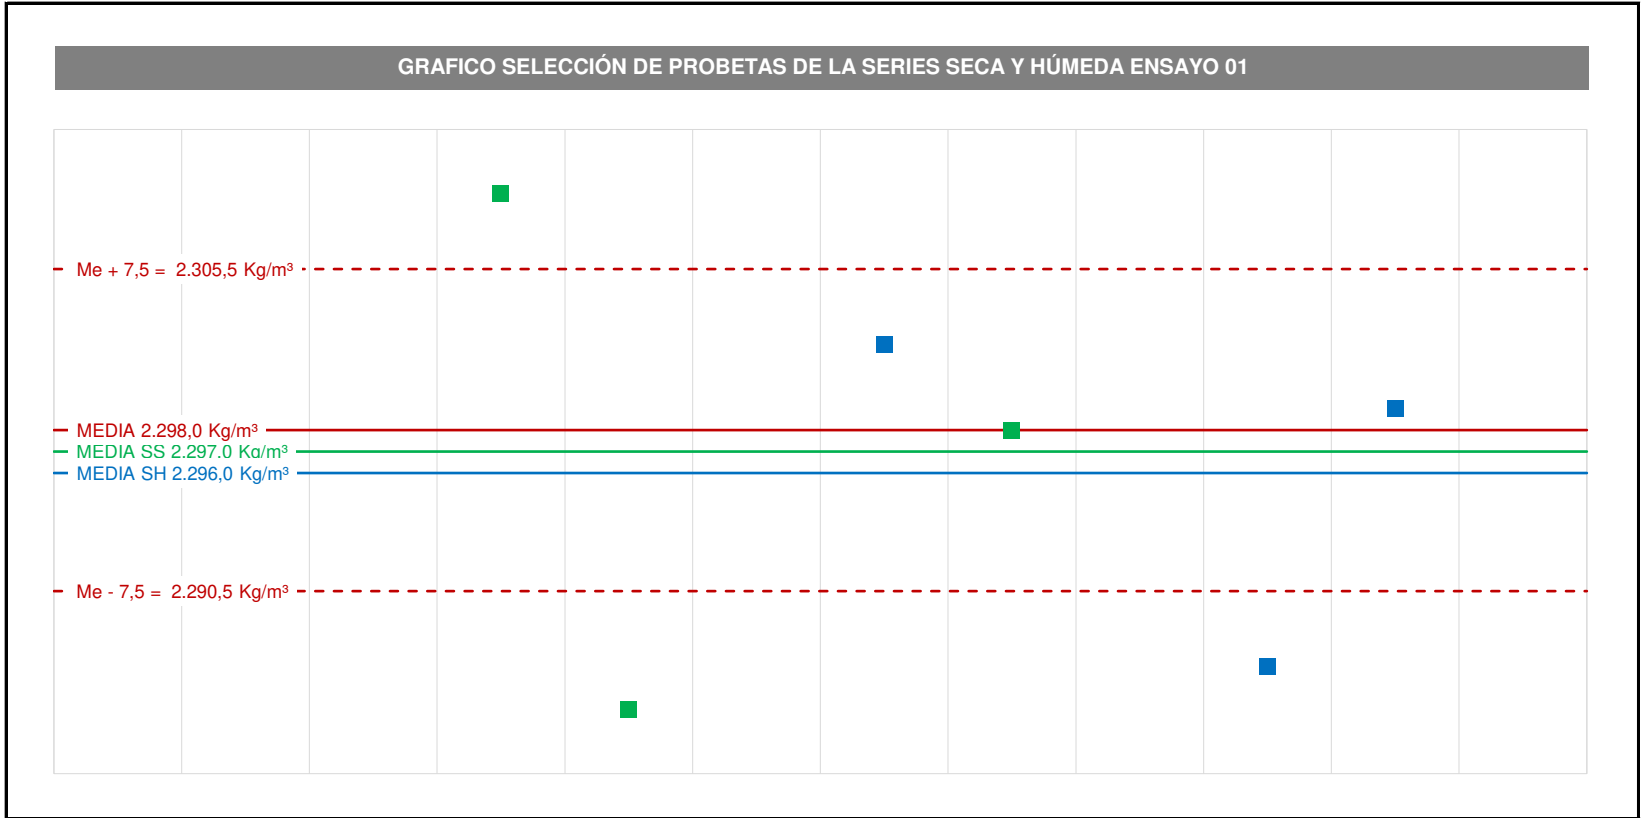 GRAFICO SELECCIÓN DE PROBETAS DE LA SERIES SECA Y HÚMEDA ENSAYO 01
Me + 7,5 = 2.305,5 Kg/m³
MEDIA 2.298,0 Kg/m³
MEDIA SS 2.297,0 Kg/m³
MEDIA SH 2.296,0 Kg/m³
Me - 7,5 = 2.290,5 Kg/m³